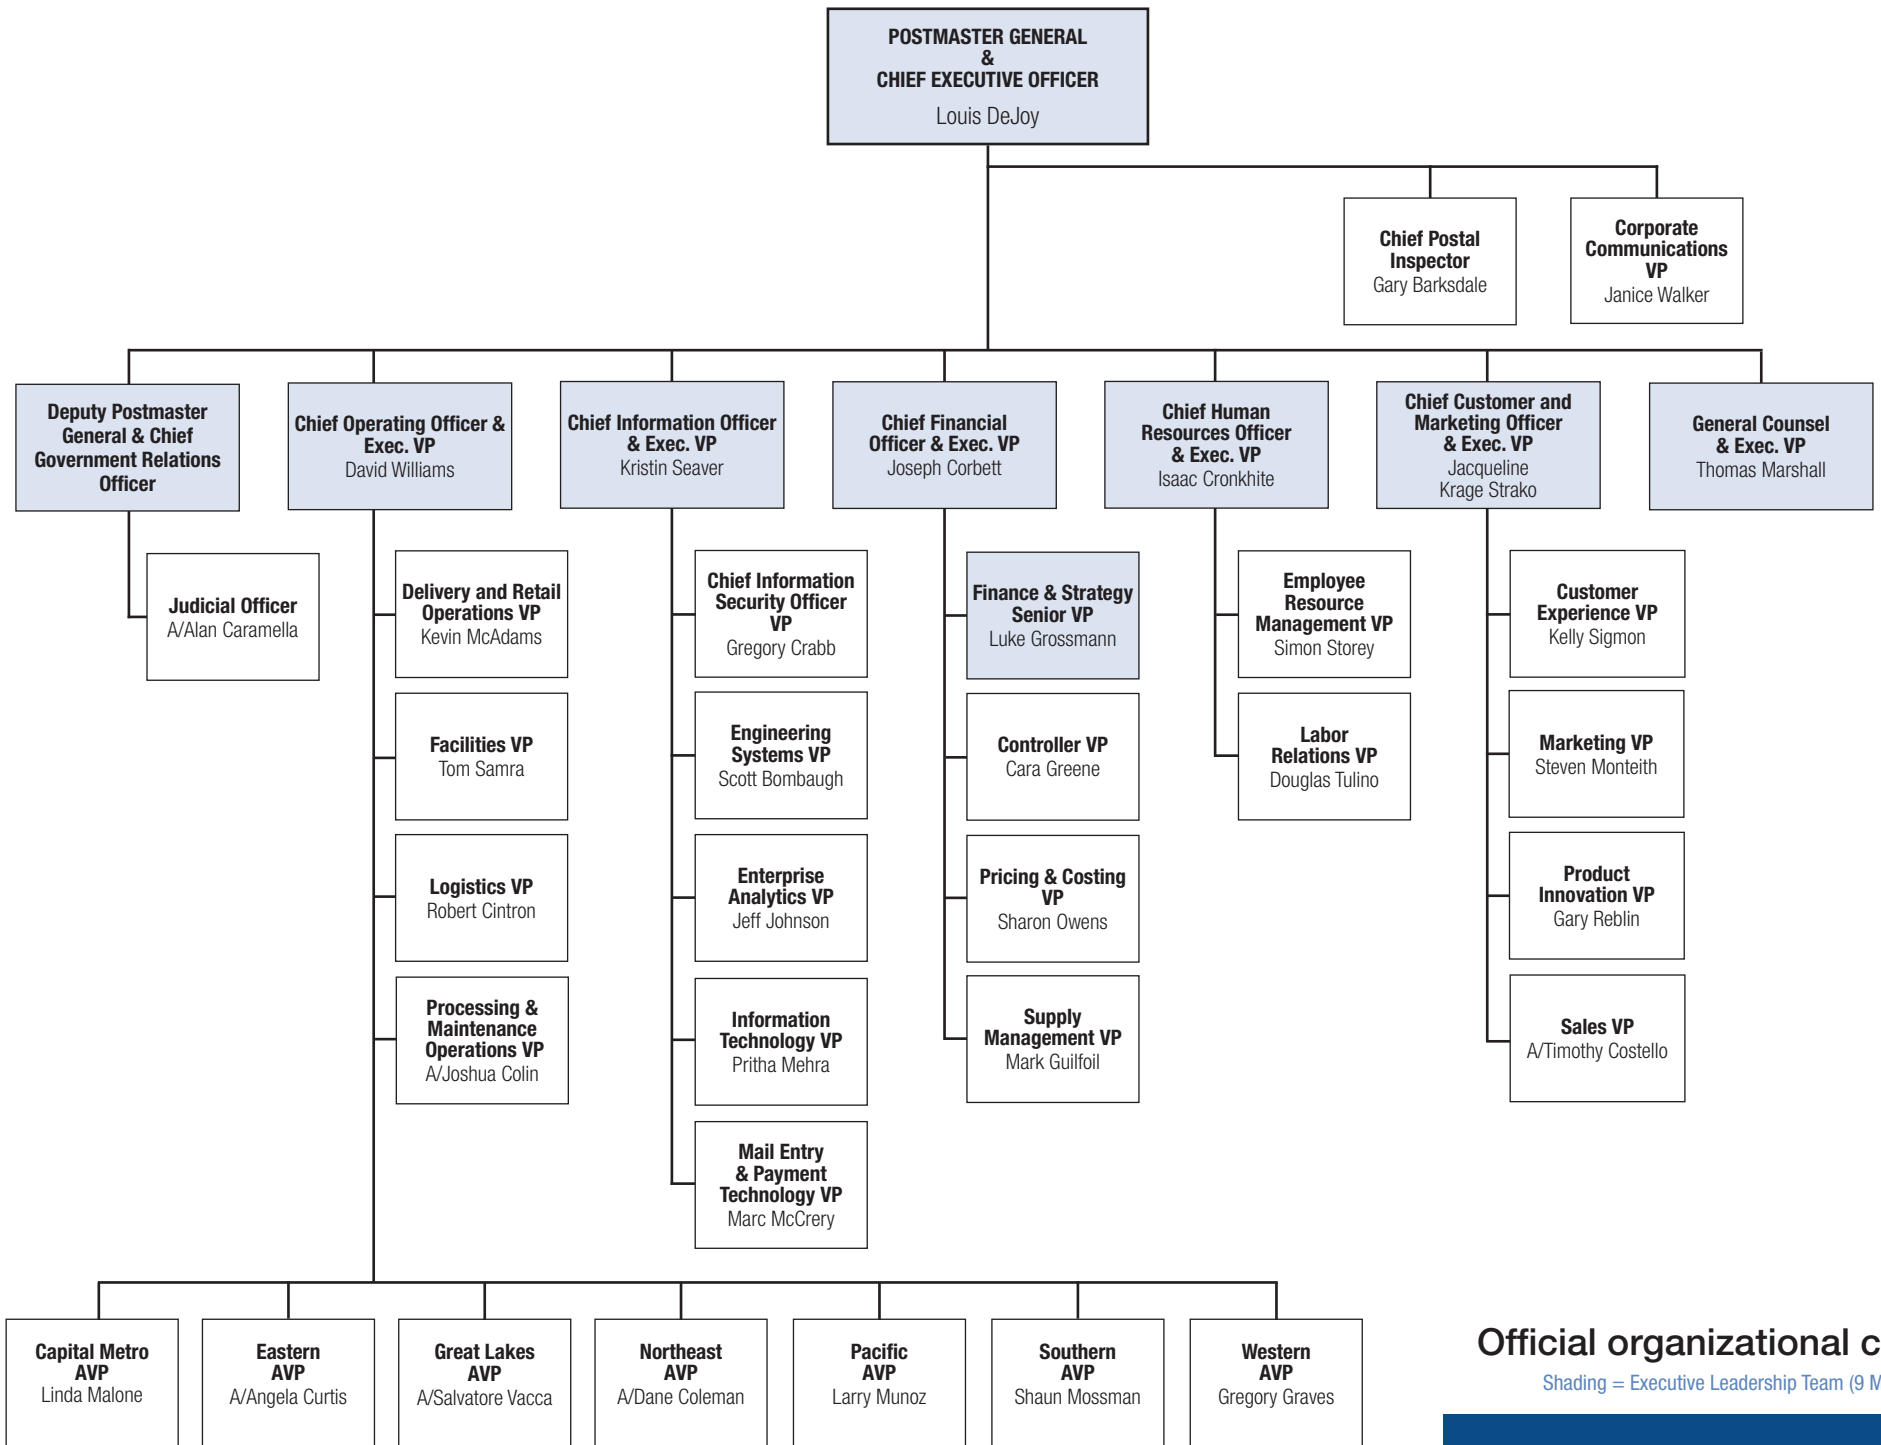 POSTMASTER GENERAL
&
CHIEF EXECUTIVE OFFICER
Louis DeJoy
Chief Postal
Inspector
Gary Barksdale
Corporate
Communications
VP
Janice Walker
Deputy Postmaster
General & Chief
Government Relations
Officer
Chief Operating Officer &
Exec. VP
David Williams
Chief Information Officer
& Exec. VP
Kristin Seaver
Chief Financial
Officer & Exec. VP
Joseph Corbett
Chief Human
Resources Officer
& Exec. VP
Isaac Cronkhite
Chief Customer and
Marketing Officer
& Exec. VP
Jacqueline
Krage Strako
General Counsel
& Exec. VP
Thomas Marshall
Judicial Officer
A/Alan Caramella
Delivery and Retail
Operations VP
Kevin McAdams
Chief Information
Security Officer
VP
Gregory Crabb
Finance & Strategy
Senior VP
Luke Grossmann
Employee
Resource
Management VP
Simon Storey
Customer
Experience VP
Kelly Sigmon
Facilities VP
Tom Samra
Engineering
Systems VP
Scott Bombaugh
Controller VP
Cara Greene
Labor
Relations VP
Douglas Tulino
Marketing VP
Steven Monteith
Logistics VP
Robert Cintron
Enterprise
Analytics VP
Jeff Johnson
Pricing & Costing
VP
Sharon Owens
Product
Innovation VP
Gary Reblin
Processing &
Maintenance
Operations VP
A/Joshua Colin
Information
Technology VP
Pritha Mehra
Supply
Management VP
Mark Guilfoil
Sales VP
A/Timothy Costello
Mail Entry
& Payment
Technology VP
Marc McCrery
Capital Metro
AVP
Linda Malone
Eastern
AVP
A/Angela Curtis
Great Lakes
AVP
A/Salvatore Vacca
Northeast
AVP
A/Dane Coleman
Pacific
AVP
Larry Munoz
Southern
AVP
Shaun Mossman
Western
AVP
Gregory Graves
Official organizational c
Shading = Executive Leadership Team (9 M